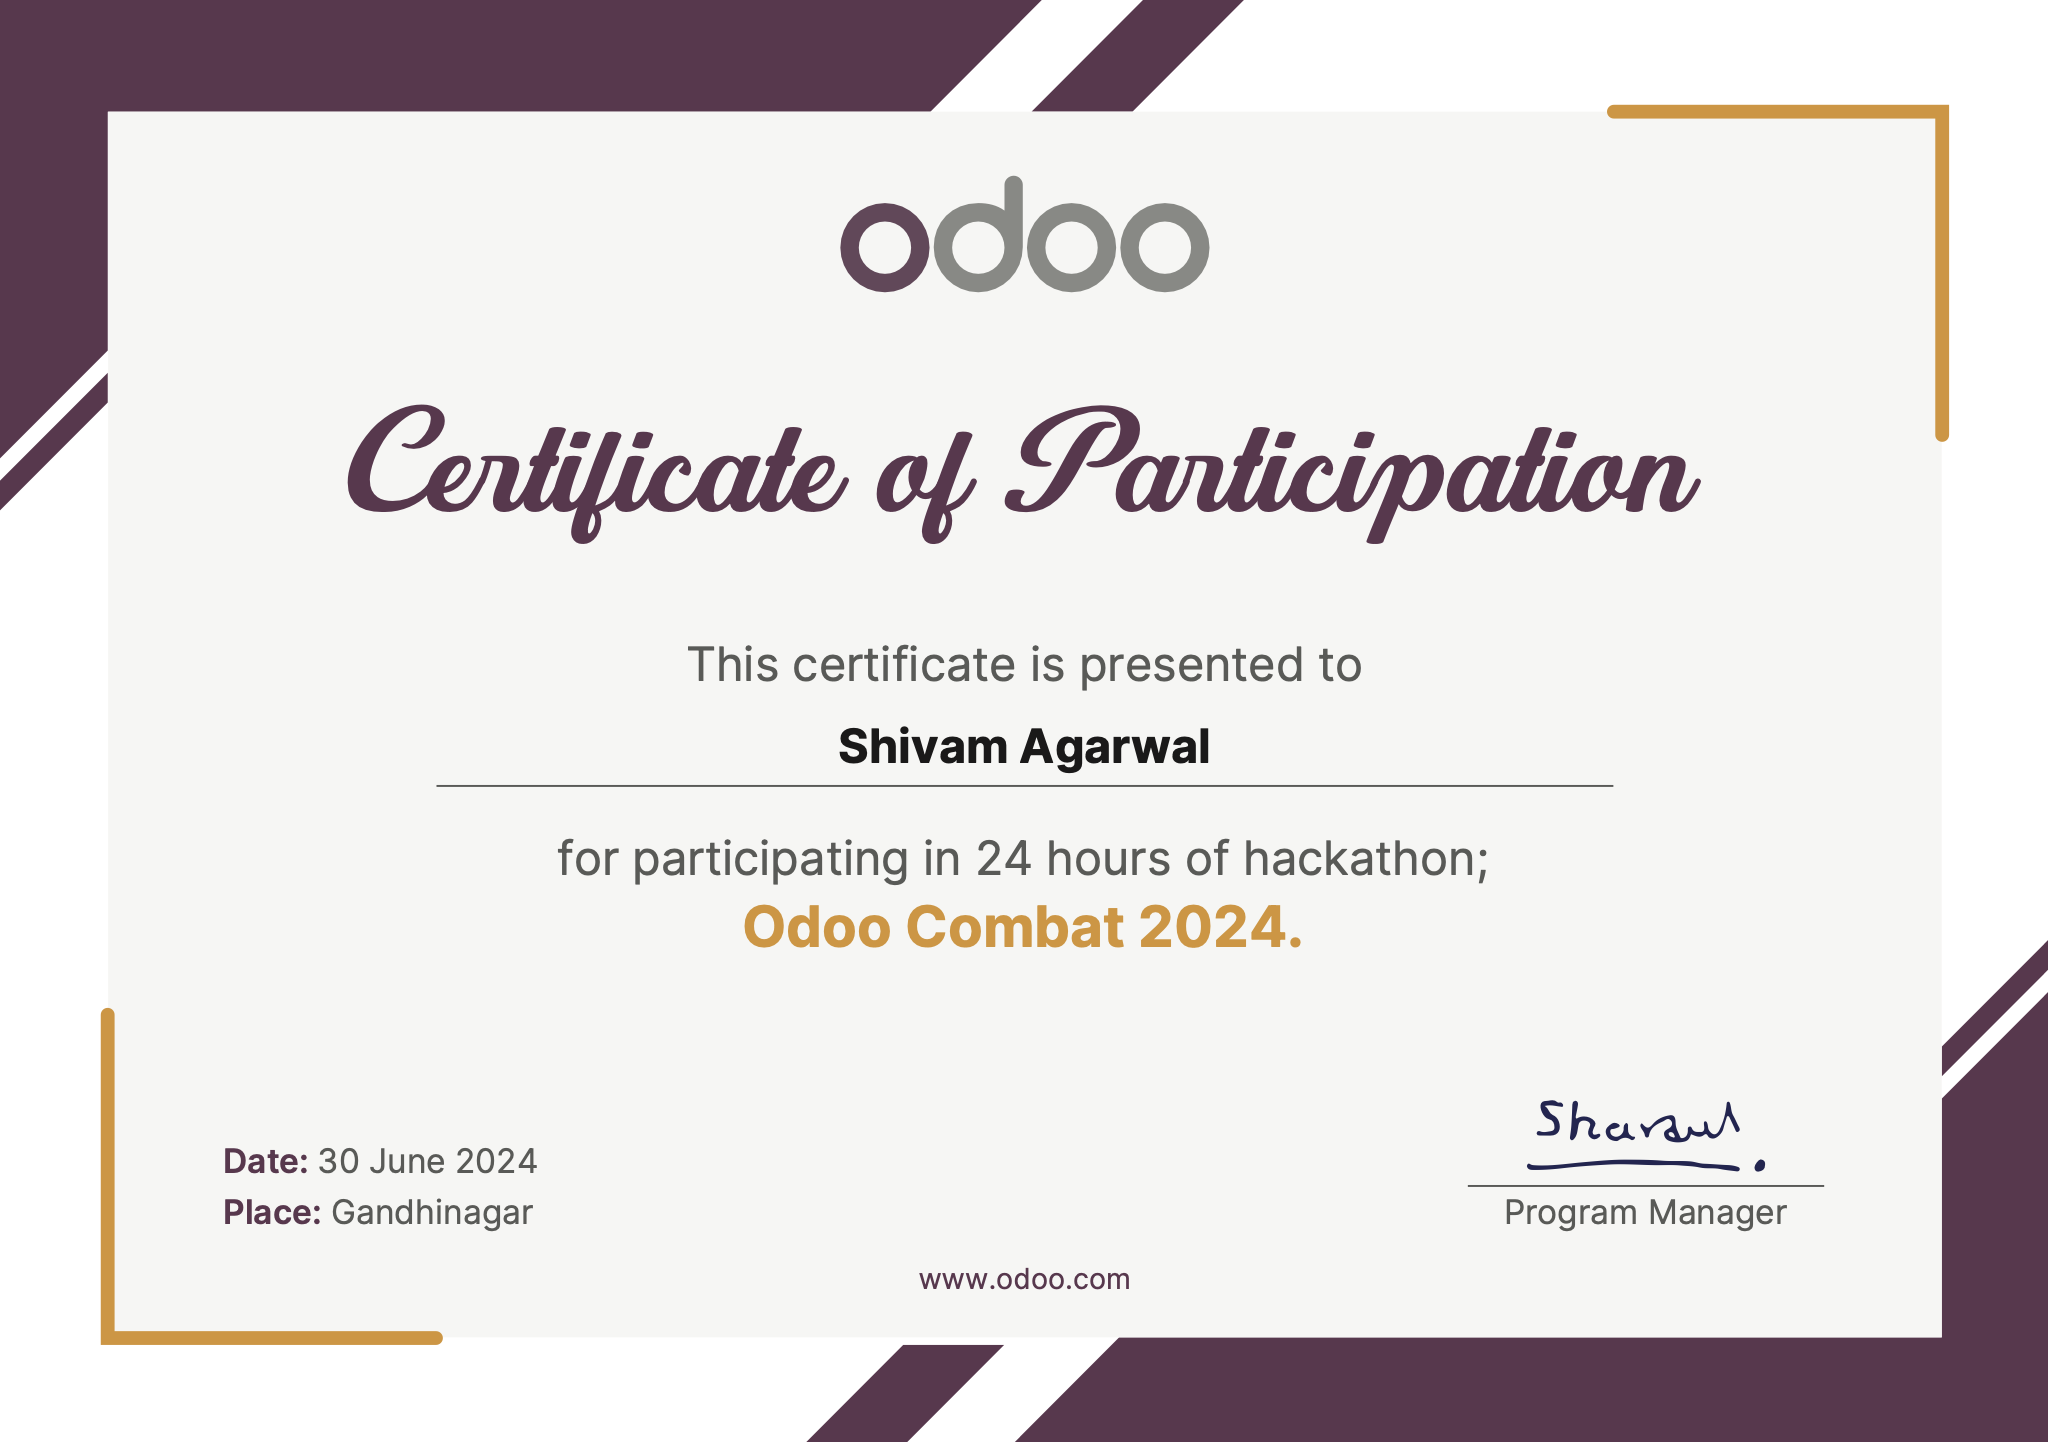 odoo
Certificate of Participation
This certificate is presented to
Shivam Agarwal
for participating in 24 hours of hackathon;
Odoo Combat 2024.
Date: 30 June 2024
Place: Gandhinagar
Program Manager
www.odoo.com